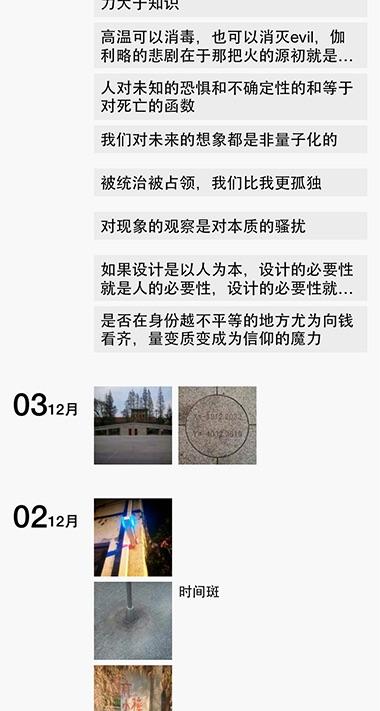 力大于知识
高温可以消毒，也可以消灭evil，伽
利略的悲剧在于那把火的源初就是...
人对未知的恐惧和不确定性的和等于
对死亡的函数
我们对未来的想象都是非量子化的
被统治被占领，我们比我更孤独
对现象的观察是对本质的骚扰
如果设计是以人为本，设计的必要性
就是人的必要性，设计的必要性就...
是否在身份越不平等的地方尤为向钱
看齐，量变质变成为信仰的魔力
03 12月
02 12月
时间斑